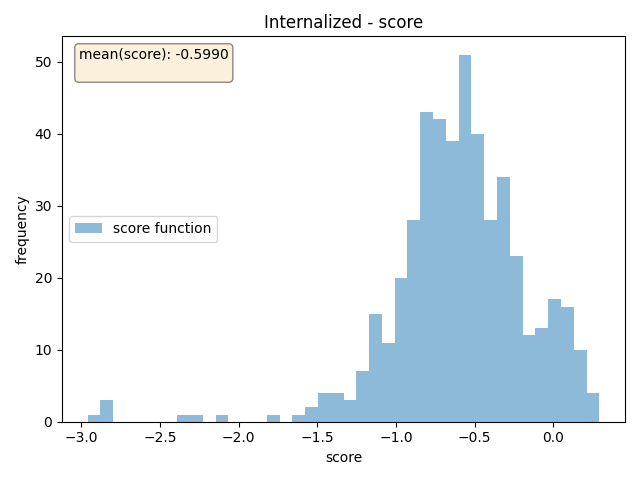 Internalized - score
mean(score): -0.5990
50
40
30
20
10
0
frequency
score function
−3.0 −2.5 −2.0 −1.5 −1.0 −0.5 0.0
score